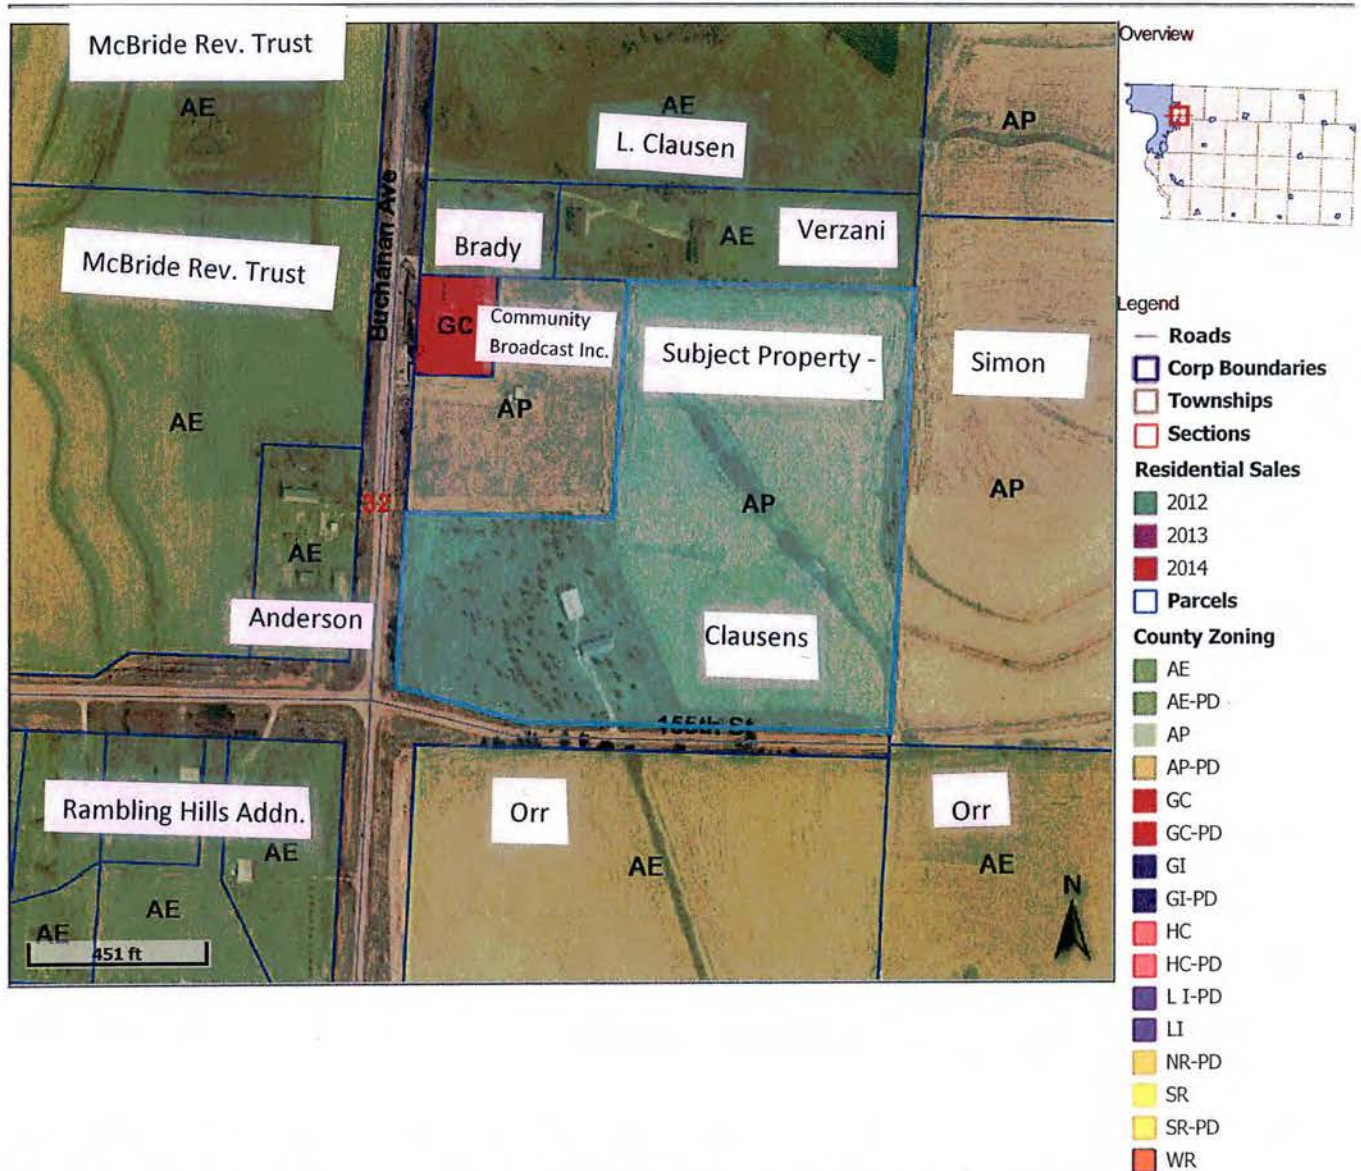 McBride Rev. Trust
AE
AE
L. Clausen
AP
Buchanan Ave
McBride Rev. Trust
Brady
AE
Verzani
GC
Community
Broadcast Inc.
Subject Property -
Simon
AE
AP
AP
AP
32
AE
Anderson
Clausens
155th St
Rambling Hills Addn.
Orr
Orr
AE
AE
AE
AE
AE
N
451 ft
Overview
Legend
Roads
Corp Boundaries
Townships
Sections
Residential Sales
2012
2013
2014
Parcels
County Zoning
AE
AE-PD
AP
AP-PD
GC
GC-PD
GI
GI-PD
HC
HC-PD
L I-PD
LI
NR-PD
SR
SR-PD
WR